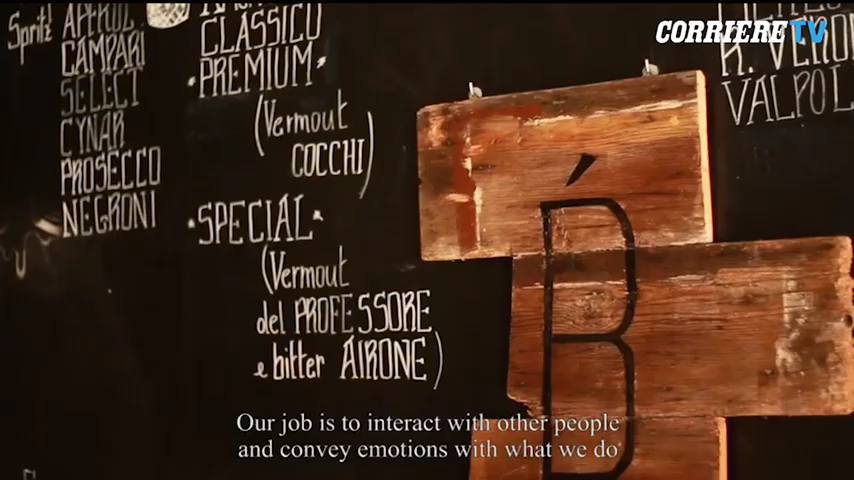 Spritz
APEROL
CAMPARI
SELECT
CYNAR
PROSECCO
NEGRONI
CLASSICO
•PREMIUM•
(Vermout
COCCHI)
•SPECIAL•
(Vermout
del PROFESSORE
e bitter AIRONE)
B
CORRIERE TV
R. VERO
VALPOL
Our job is to interact with other people
and convey emotions with what we do